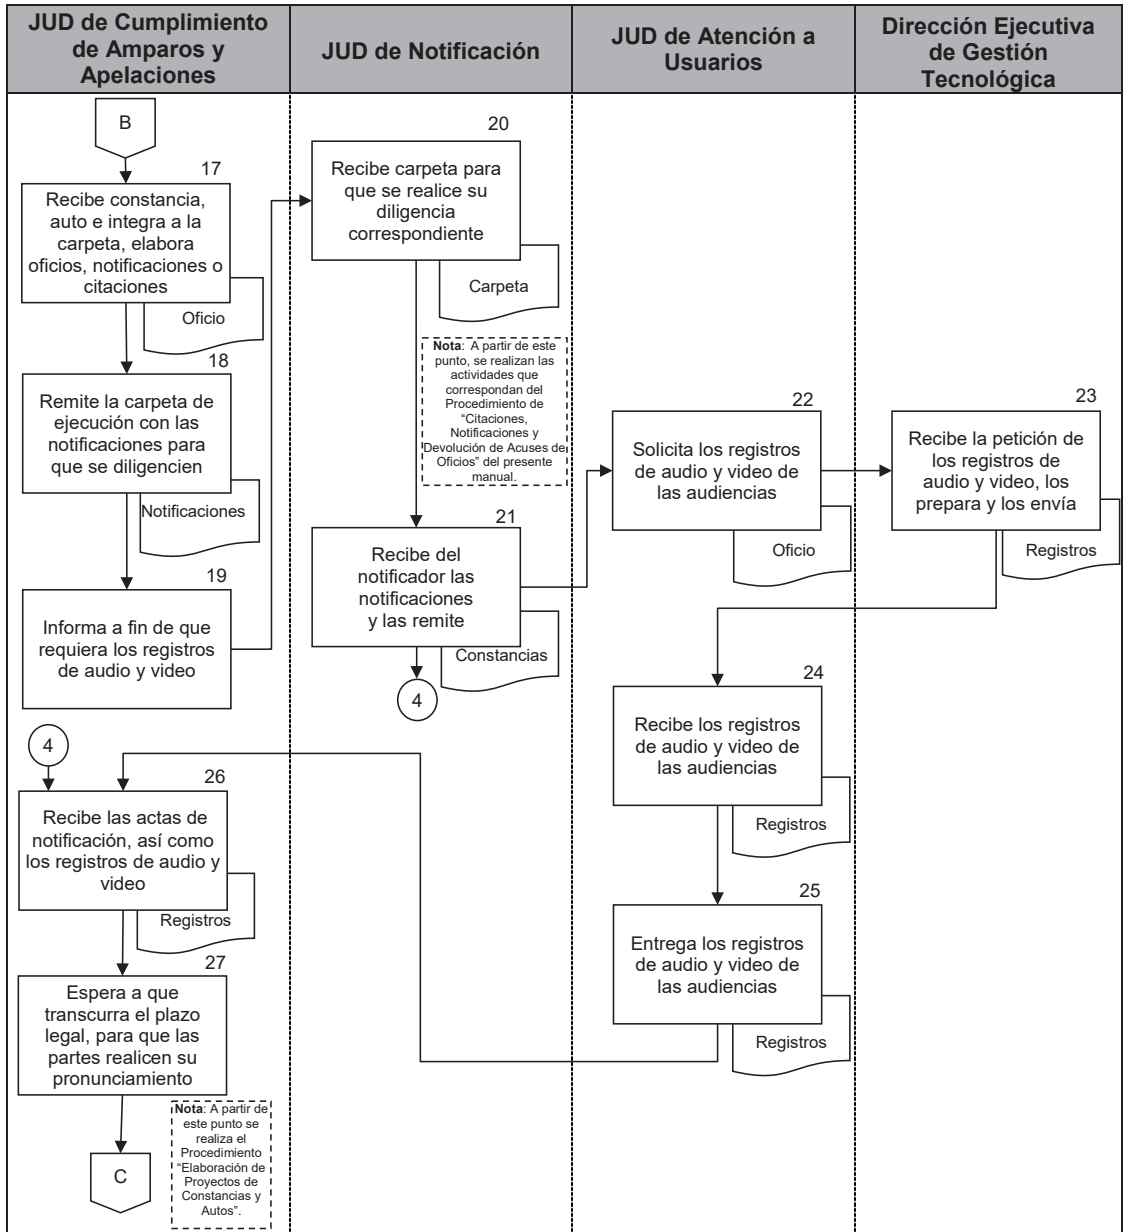 JUD de Cumplimiento
de Amparos y
Apelaciones
JUD de Notificación
JUD de Atención a
Usuarios
Dirección Ejecutiva
de Gestión
Tecnológica
B
17
Recibe constancia,
auto e integra a la
carpeta, elabora
oficios, notificaciones o
citaciones
Oficio
18
Remite la carpeta de
ejecución con las
notificaciones para
que se diligencien
Notificaciones
19
Informa a fin de que
requiera los registros
de audio y video
20
Recibe carpeta para
que se realice su
diligencia
correspondiente
Carpeta
Nota: A partir de este
punto, se realizan las
actividades que
correspondan del
Procedimiento de
“Citaciones,
Notificaciones y
Devolución de Acuses de
Oficios” del presente
manual.
21
Recibe del
notificador las
notificaciones
y las remite
Constancias
4
22
Solicita los registros
de audio y video de
las audiencias
Oficio
23
Recibe la petición de
los registros de
audio y video, los
prepara y los envía
Registros
24
Recibe los registros
de audio y video de
las audiencias
Registros
25
Entrega los registros
de audio y video de
las audiencias
Registros
4
26
Recibe las actas de
notificación, así como
los registros de audio y
video
Registros
27
Espera a que
transcurra el plazo
legal, para que las
partes realicen su
pronunciamiento
Nota: A partir de
este punto se
realiza el
Procedimiento
“Elaboración de
Proyectos de
Constancias y
Autos”.
C